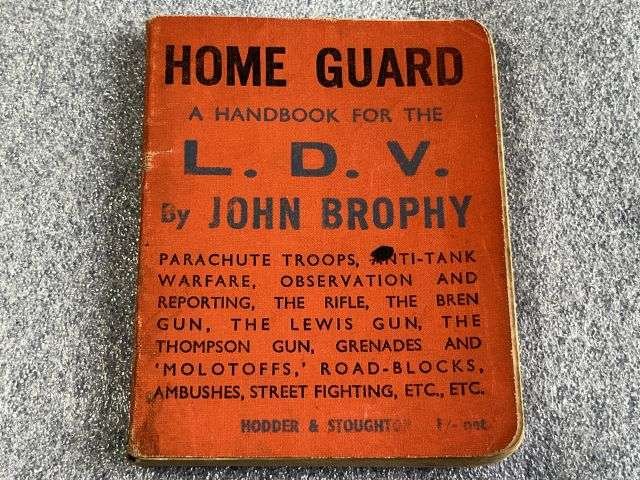 HOME GUARD
A HANDBOOK FOR THE
L. D. V.
By JOHN BROPHY
PARACHUTE TROOPS, ANTI-TANK
WARFARE, OBSERVATION AND
REPORTING, THE RIFLE, THE BREN
GUN, THE LEWIS GUN, THE
THOMPSON GUN, GRENADES AND
'MOLOTOFFS,' ROAD-BLOCKS,
AMBUSHES, STREET FIGHTING, ETC., ETC.
HODDER & STOUGHTON 1/- net